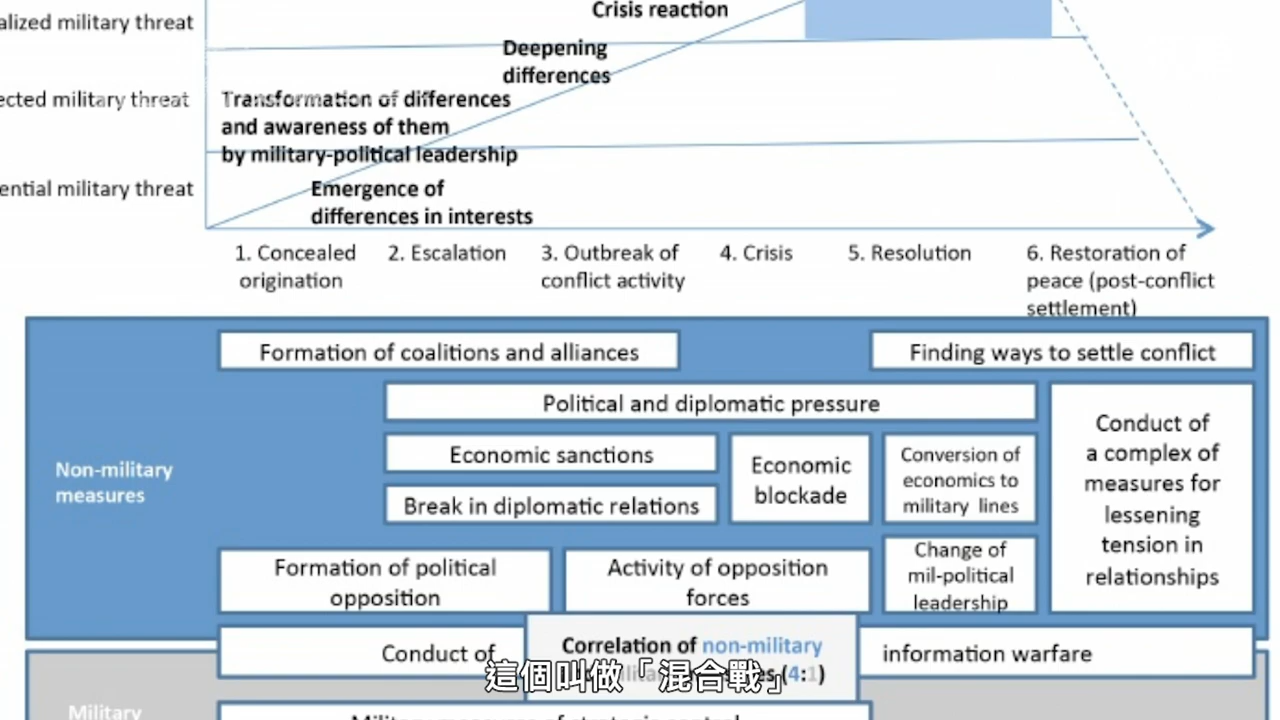 Crisis reaction
military threat
Deepening
differences
military threat
Transformation of differences
and awareness of them
by military-political leadership
military threat
Emergence of
differences in interests
1. Concealed
origination
2. Escalation
3. Outbreak of
conflict activity
4. Crisis
5. Resolution
6. Restoration of
peace (post-conflict
settlement)
Non-military
measures
Formation of coalitions and alliances
Finding ways to settle conflict
Political and diplomatic pressure
Economic sanctions
Break in diplomatic relations
Economic
blockade
Conversion of
economics to
military lines
Conduct of
a complex of
measures for
lessening
tension in
relationships
Formation of political
opposition
Activity of opposition
forces
Change of
mil-political
leadership
Conduct of
Correlation of non-military
(4:1)
information warfare
這個叫做「混合戰」
Military
Military measures of strategic control